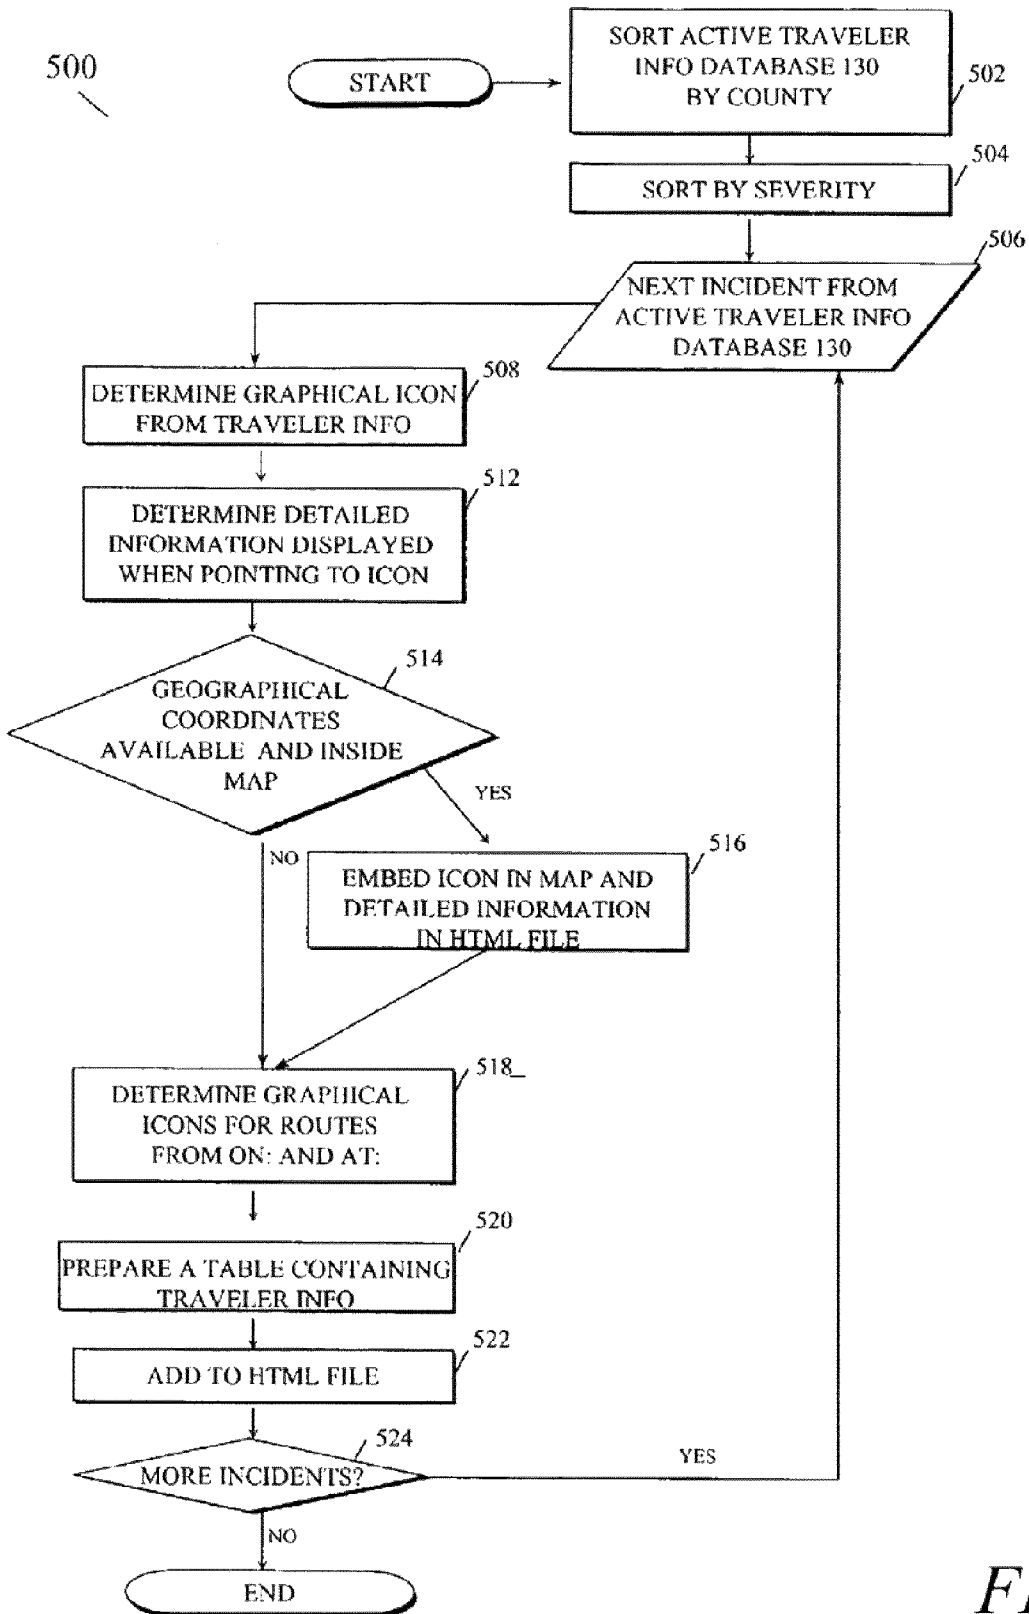 500
START
SORT ACTIVE TRAVELER
INFO DATABASE 130
BY COUNTY
502
504
SORT BY SEVERITY
506
NEXT INCIDENT FROM
ACTIVE TRAVELER INFO
DATABASE 130
508
DETERMINE GRAPHICAL ICON
FROM TRAVELER INFO
512
DETERMINE DETAILED
INFORMATION DISPLAYED
WHEN POINTING TO ICON
514
GEOGRAPHICAL
COORDINATES
AVAILABLE AND INSIDE
MAP
YES
NO
516
EMBED ICON IN MAP AND
DETAILED INFORMATION
IN HTML FILE
518_
DETERMINE GRAPHICAL
ICONS FOR ROUTES
FROM ON: AND AT:
520
PREPARE A TABLE CONTAINING
TRAVELER INFO
522
ADD TO HTML FILE
524
MORE INCIDENTS?
YES
NO
END